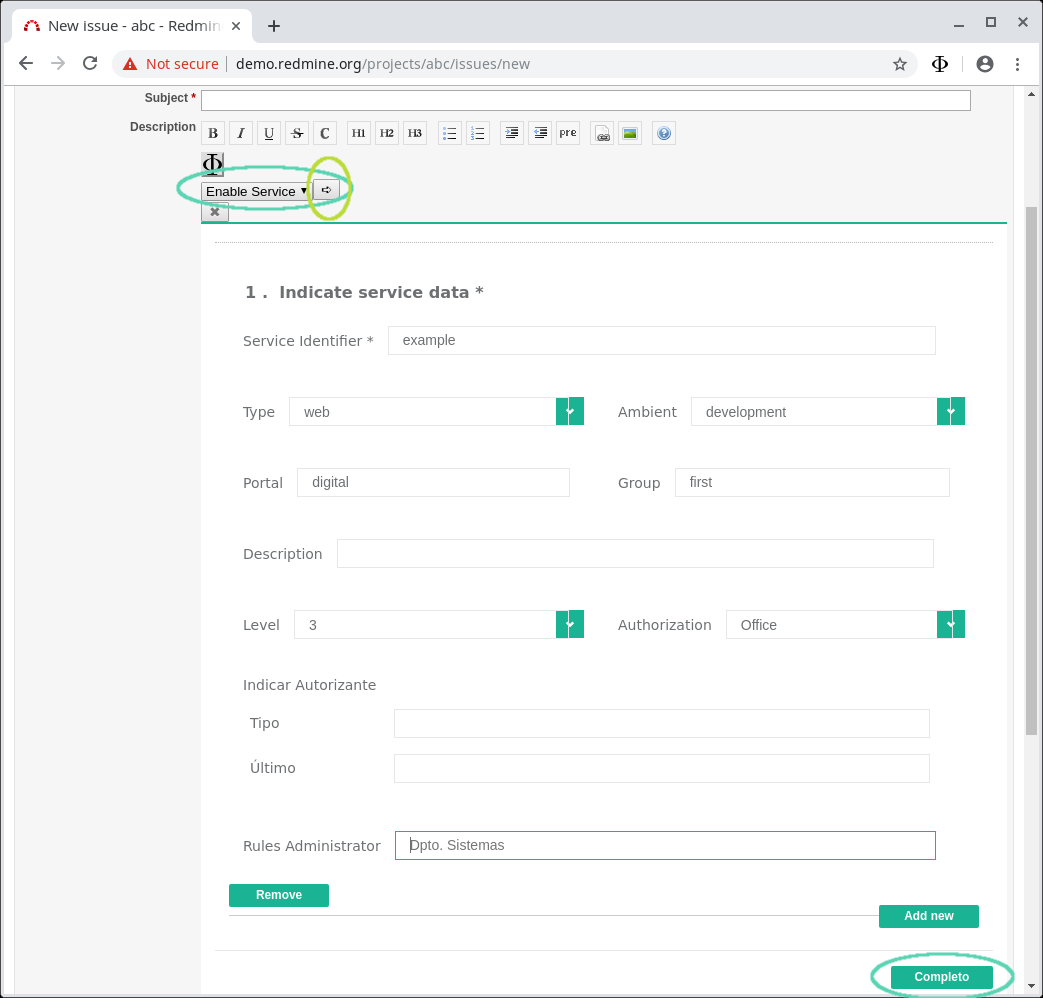 New issue - abc - Redmin
Not secure | demo.redmine.org/projects/abc/issues/new
Subject *
Description B I U S C H1 H2 H3 pre
Φ
Enable Service
1 . Indicate service data *
Service Identifier * example
Type web Ambient development
Portal digital Group first
Description
Level 3 Authorization Office
Indicar Autorizante
Tipo
Último
Rules Administrator Dpto. Sistemas
Remove
Add new
Completo